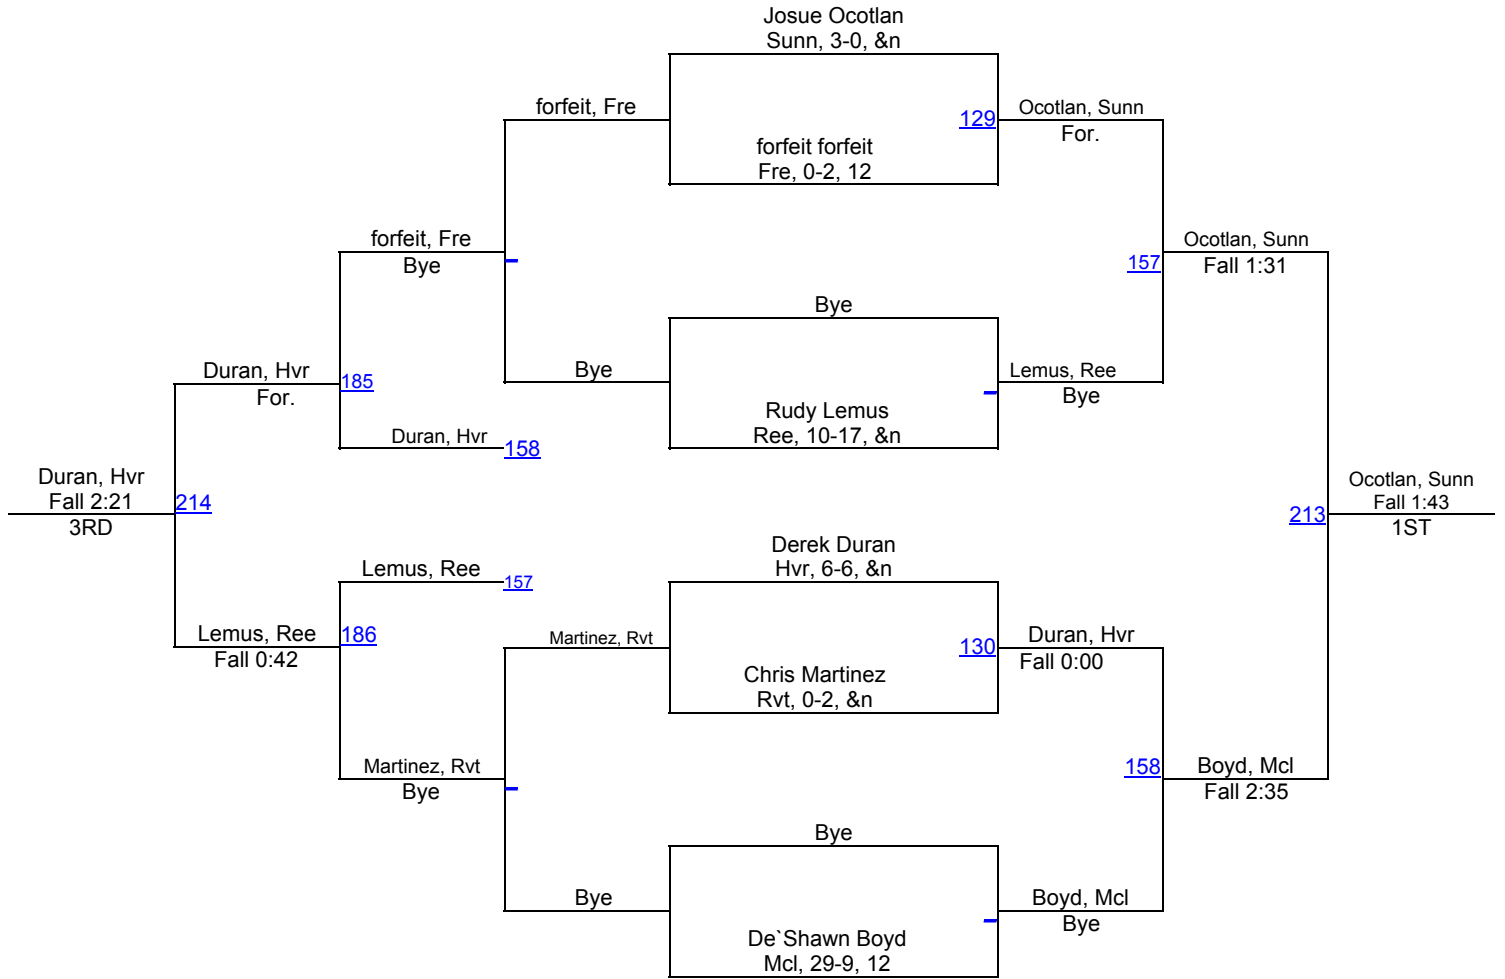 Josue Ocotlan
Sunn, 3-0, &n
forfeit, Fre
129
Ocotlan, Sunn
For.
forfeit forfeit
Fre, 0-2, 12
forfeit, Fre
Bye
157
Ocotlan, Sunn
Fall 1:31
Bye
Duran, Hvr
For.
185
Bye
Lemus, Ree
Bye
Rudy Lemus
Ree, 10-17, &n
Duran, Hvr
158
Duran, Hvr
Fall 2:21
3RD
214
213
Ocotlan, Sunn
Fall 1:43
1ST
Derek Duran
Hvr, 6-6, &n
Lemus, Ree
157
Lemus, Ree
Fall 0:42
186
Martinez, Rvt
130
Duran, Hvr
Fall 0:00
Chris Martinez
Rvt, 0-2, &n
Martinez, Rvt
Bye
158
Boyd, Mcl
Fall 2:35
Bye
Bye
Boyd, Mcl
Bye
De`Shawn Boyd
Mcl, 29-9, 12